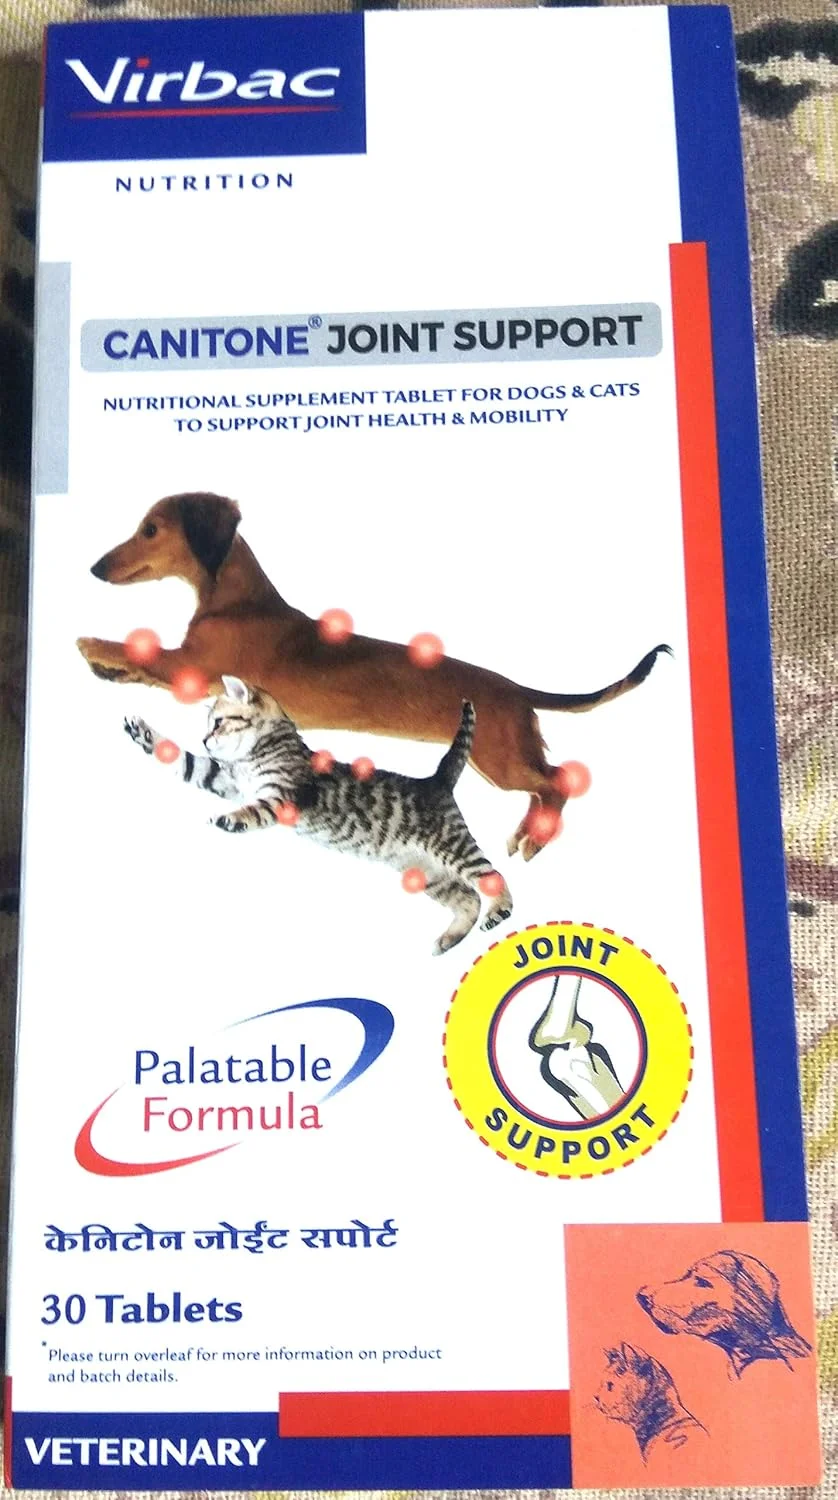 Virbac
NUTRITION
CANITONE® JOINT SUPPORT
NUTRITIONAL SUPPLEMENT TABLET FOR DOGS & CATS
TO SUPPORT JOINT HEALTH & MOBILITY
JOINT
SUPPORT
Palatable
Formula
केनिटोन जोईंट सपोर्ट
30 Tablets
*Please turn overleaf for more information on product
and batch details.
VETERINARY